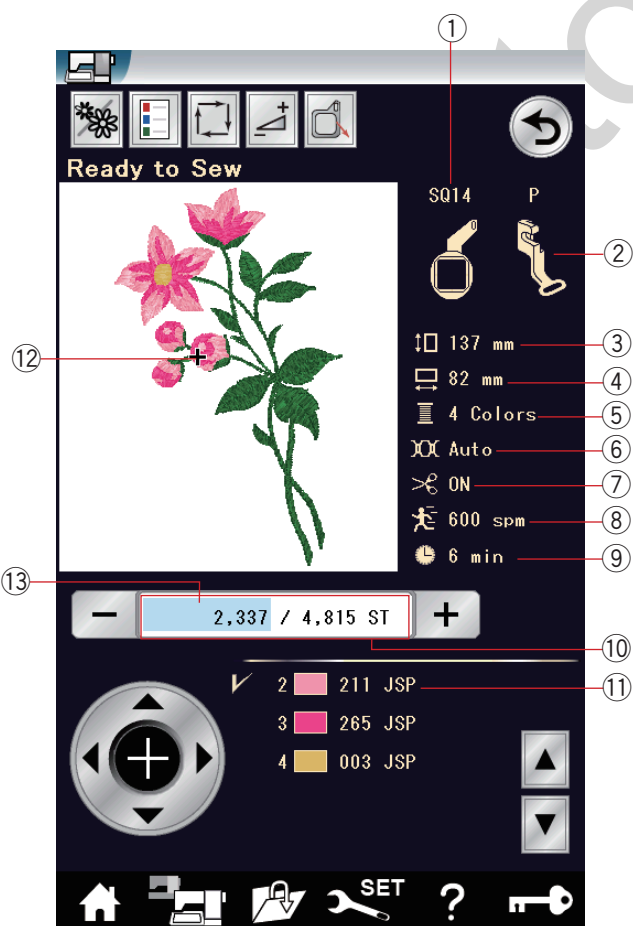 ①
Ready to Sew
SQ14 P
②
③
137 mm
④
82 mm
⑤
4 Colors
⑥
Auto
⑦
ON
⑧
600 spm
⑨
6 min
⑫
⑬
− 2,337 / 4,815 ST +
⑩
2 211 JSP
⑪
3 265 JSP
4 003 JSP
SET
?